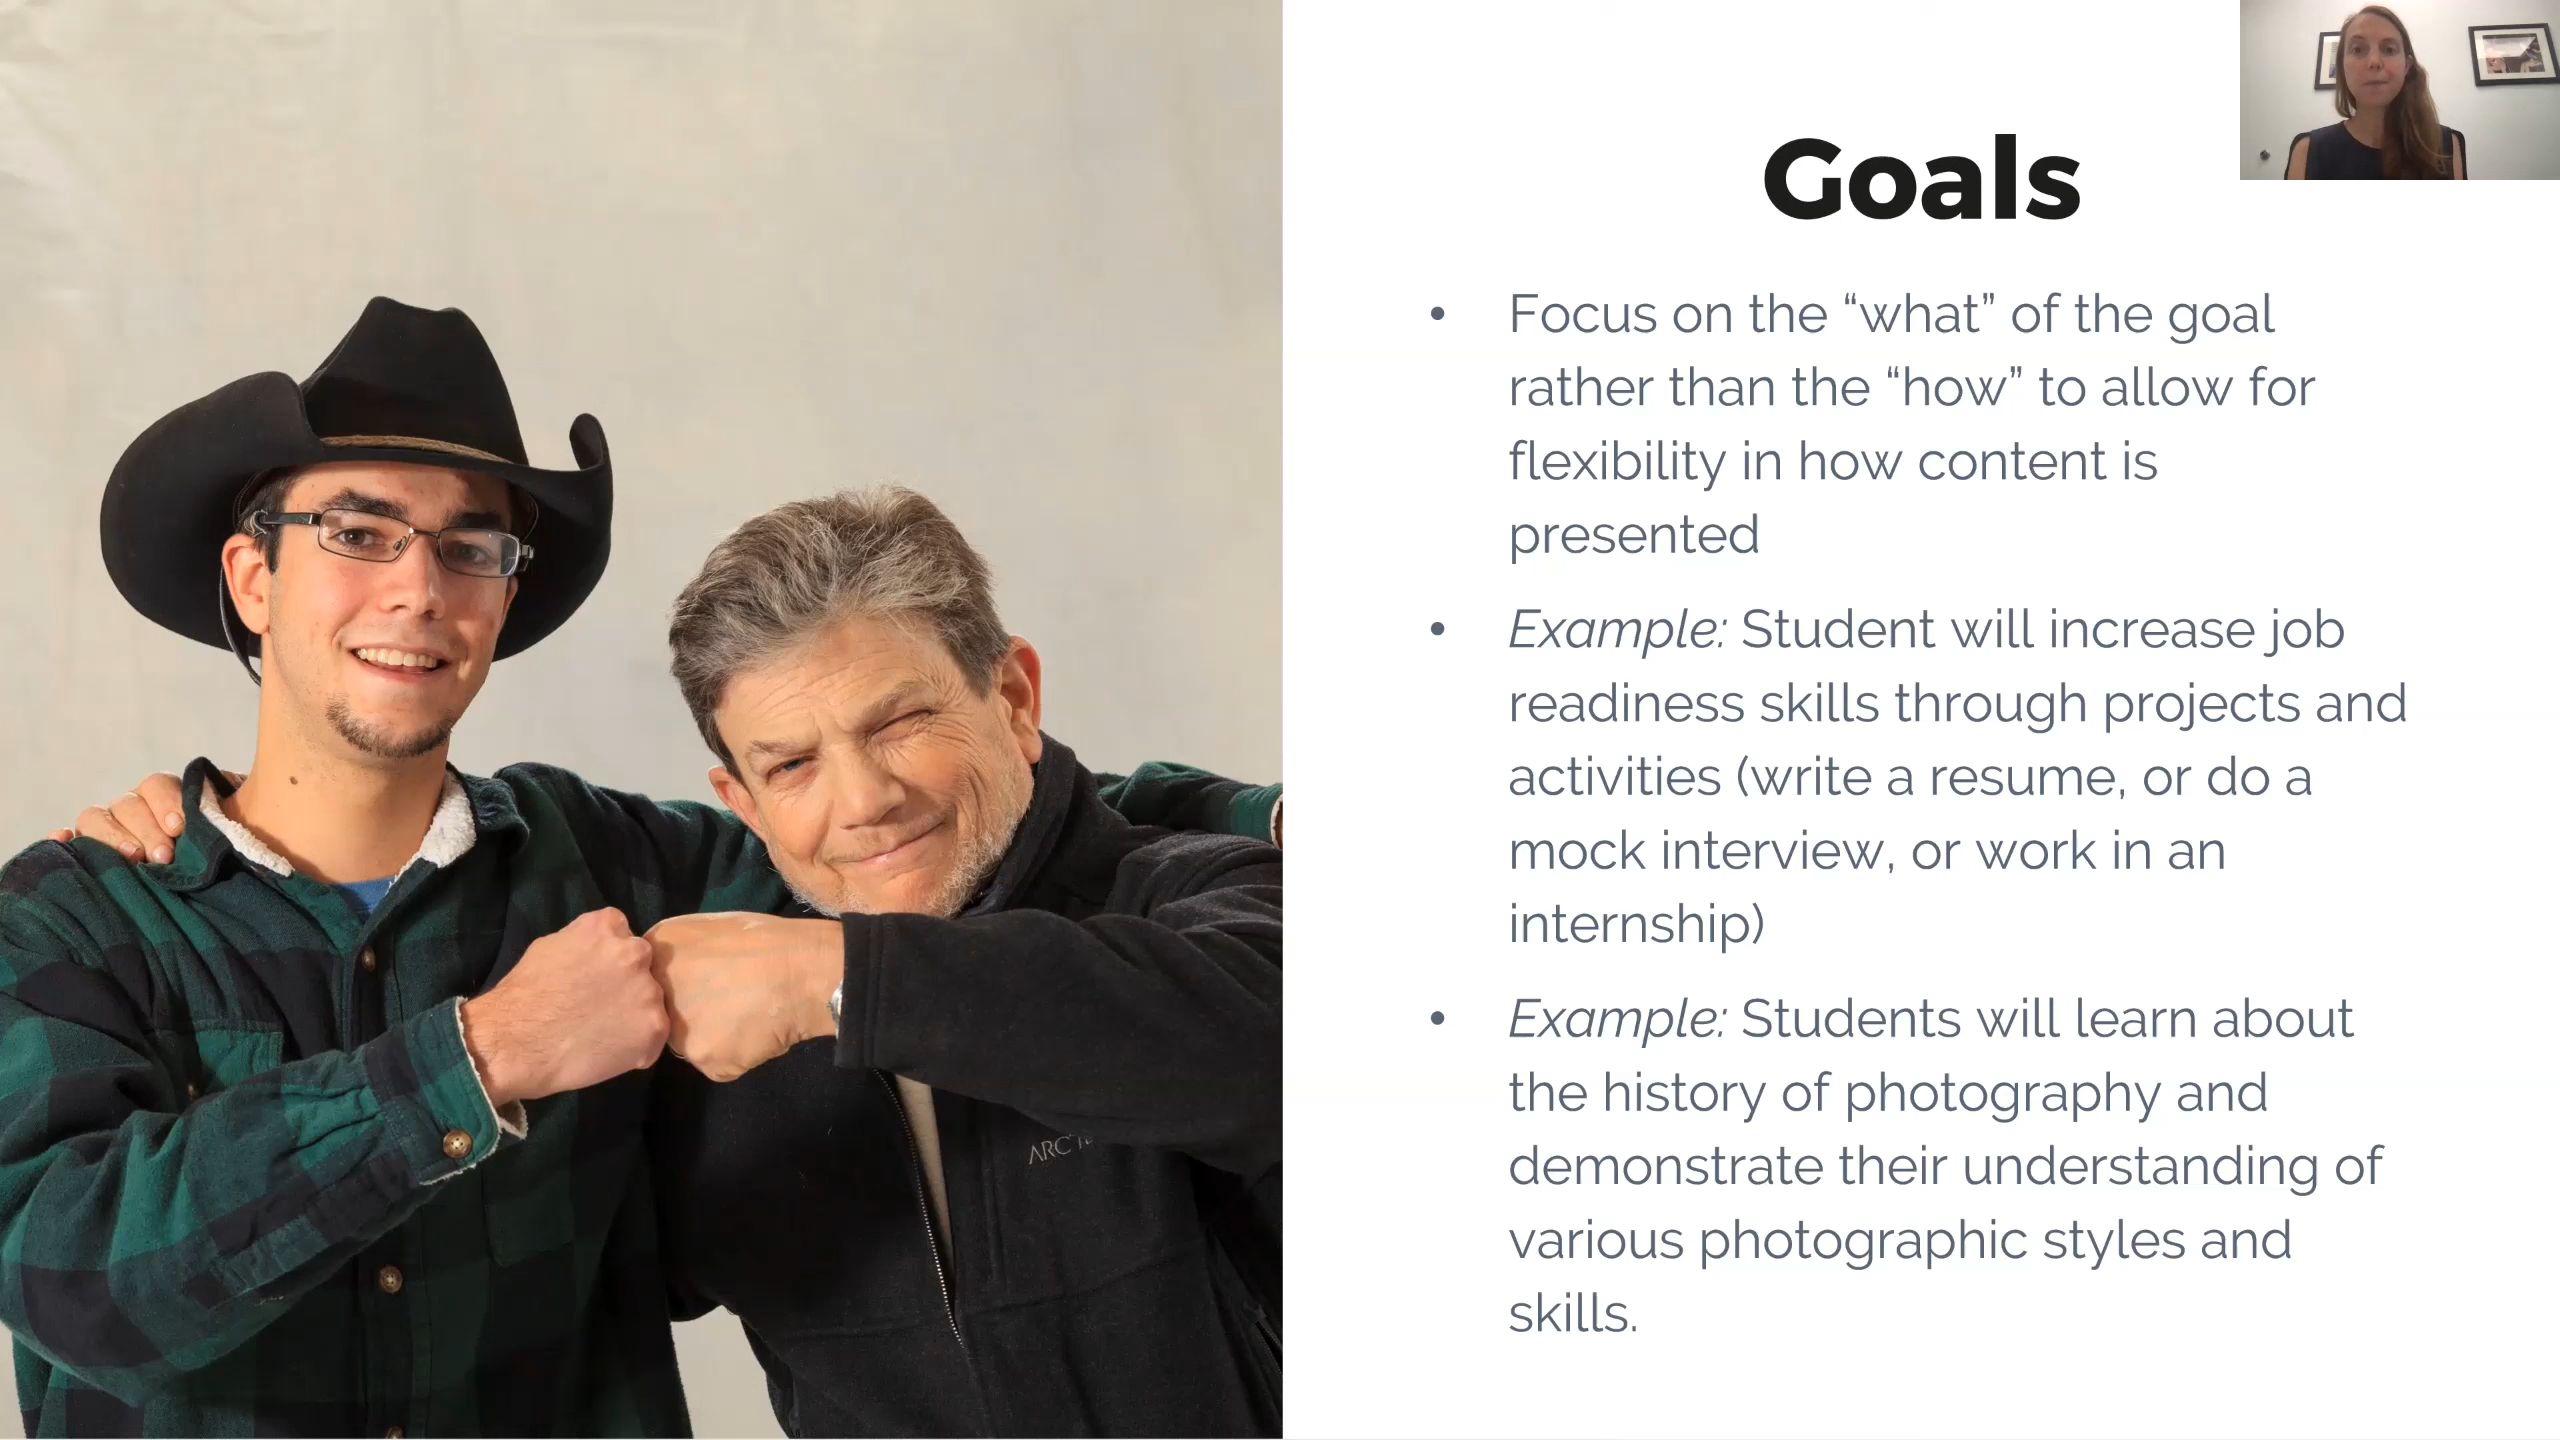 Goals
• Focus on the “what” of the goal
rather than the “how” to allow for
flexibility in how content is
presented
• Example: Student will increase job
readiness skills through projects and
activities (write a resume, or do a
mock interview, or work in an
internship)
• Example: Students will learn about
the history of photography and
demonstrate their understanding of
various photographic styles and
skills.